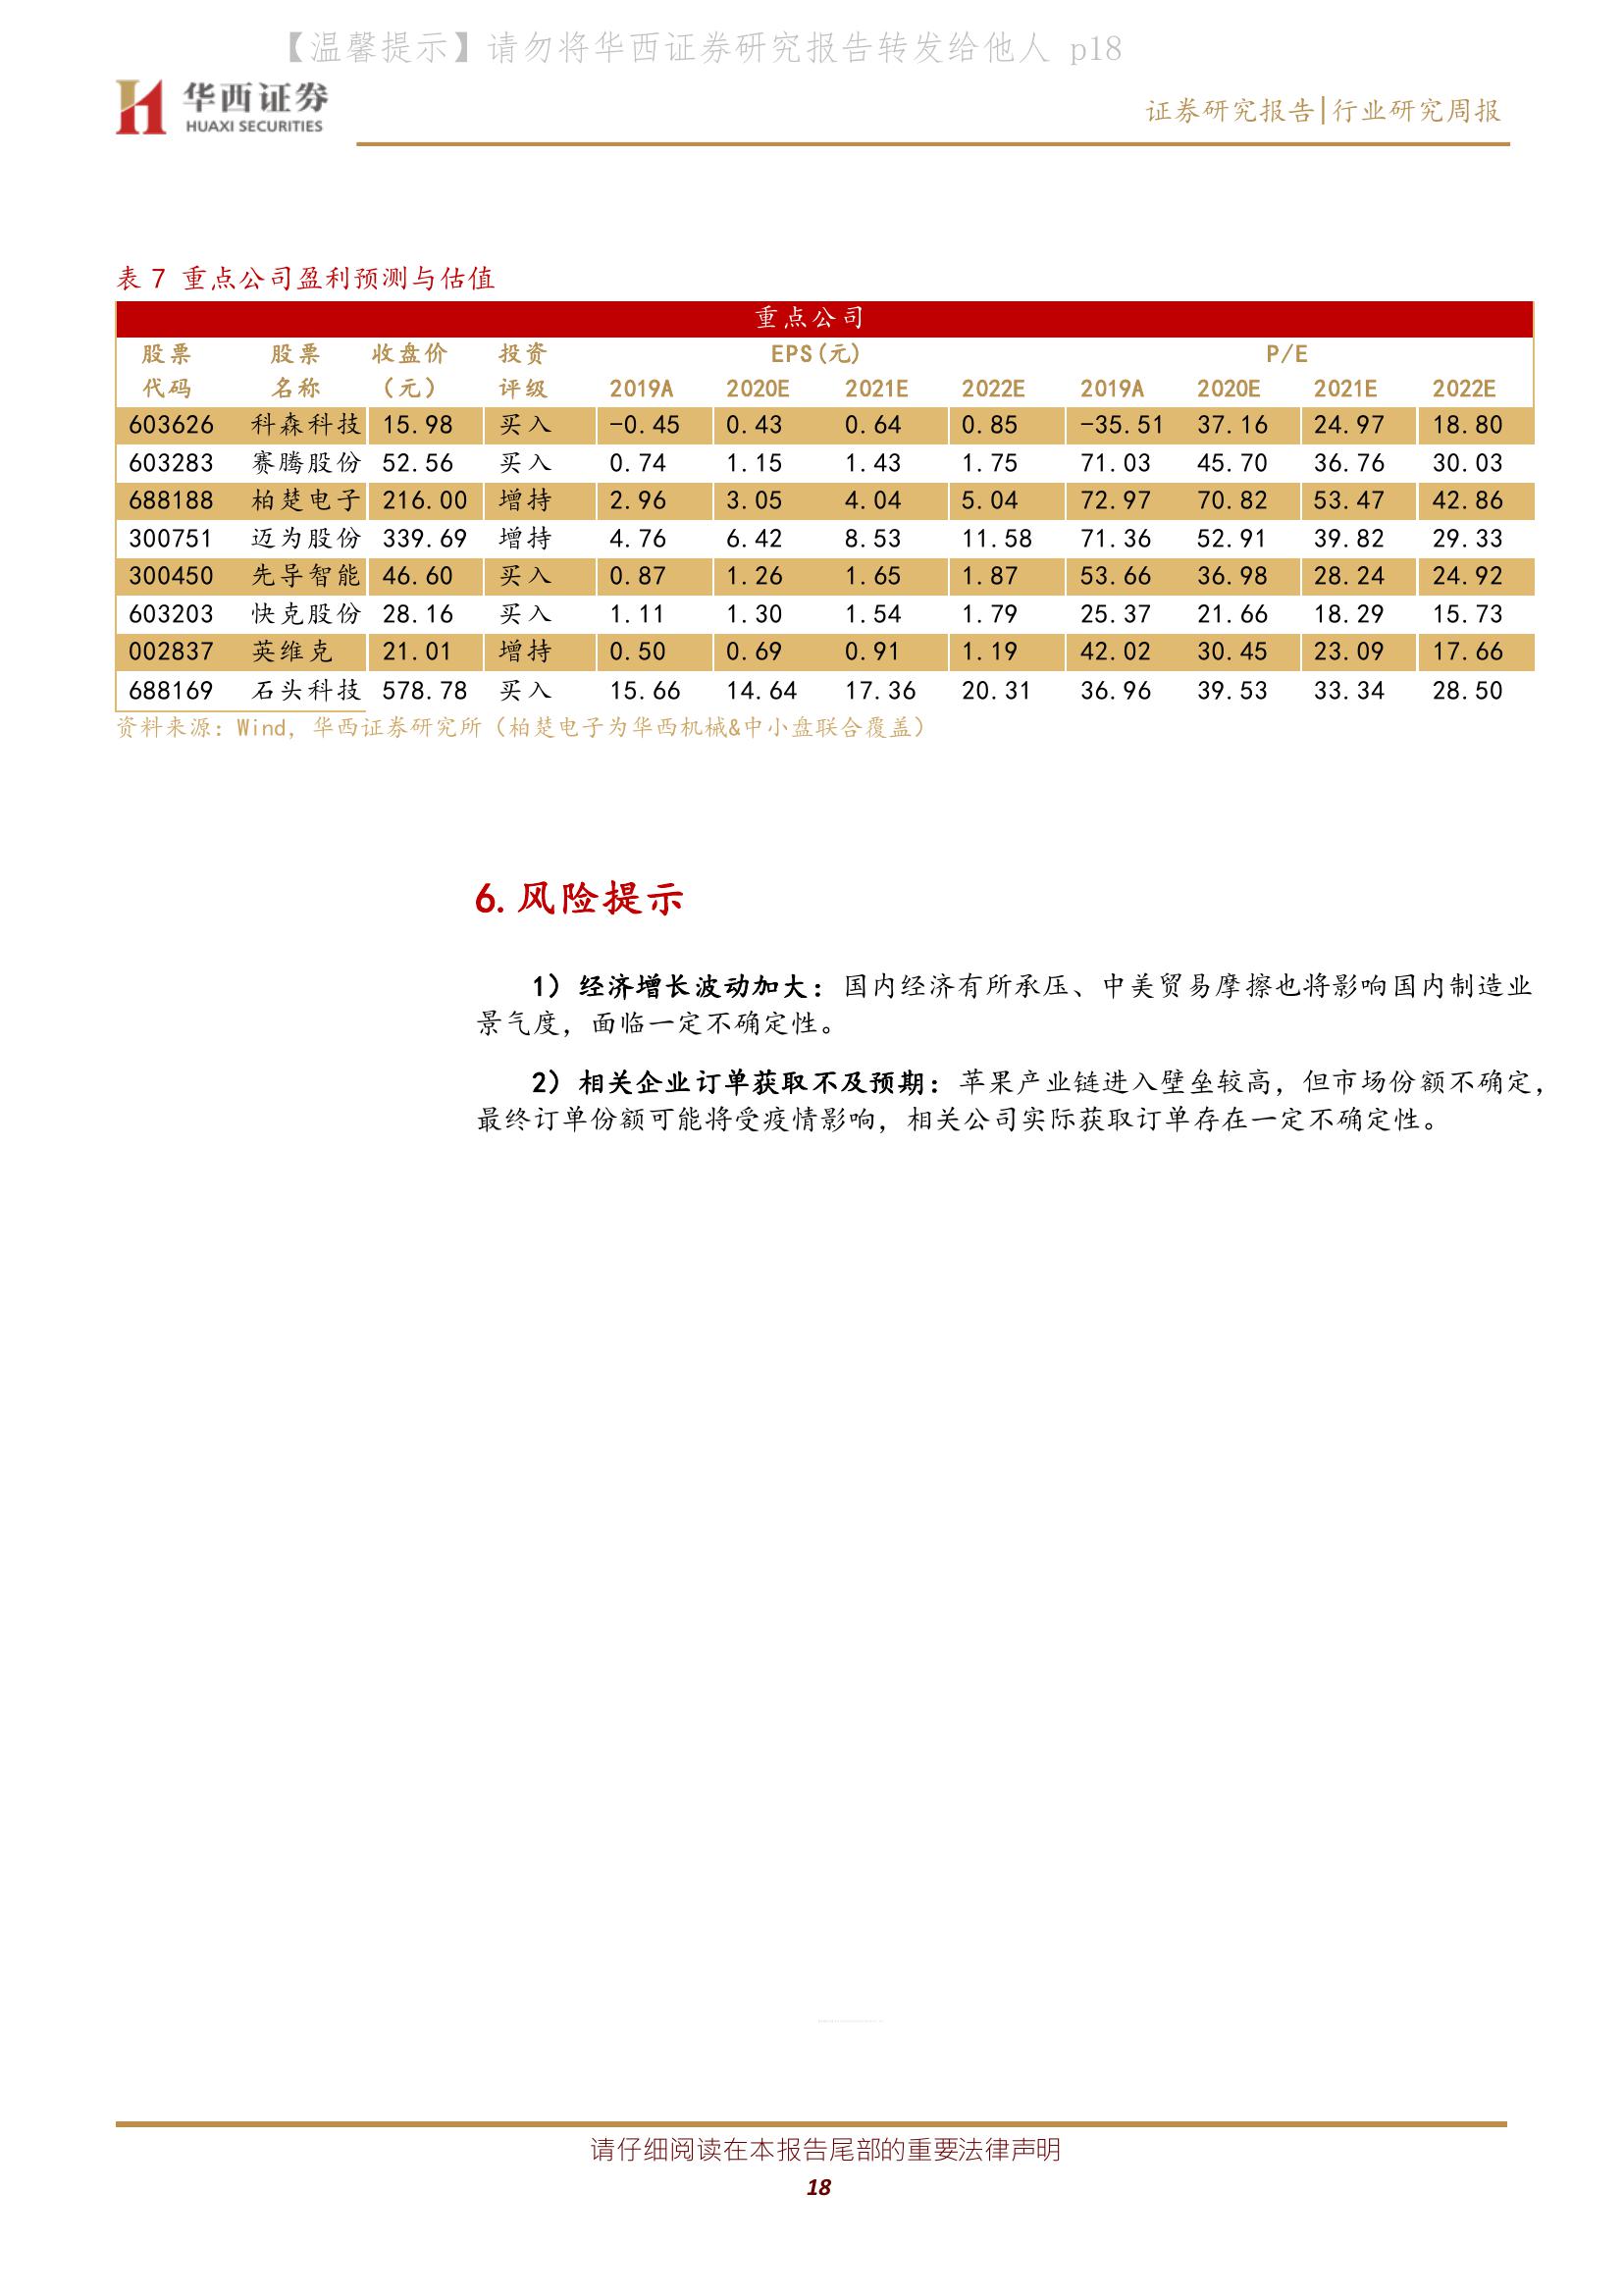 【温馨提示】请勿将华西证券研究报告转发给他人 p18
华西证券
HUAXI SECURITIES
证券研究报告|行业研究周报
表 7 重点公司盈利预测与估值
重点公司
股票 股票 收盘价 投资 EPS(元) P/E
代码 名称 (元) 评级 2019A 2020E 2021E 2022E 2019A 2020E 2021E 2022E
603626 科森科技 15.98 买入 -0.45 0.43 0.64 0.85 -35.51 37.16 24.97 18.80
603283 赛腾股份 52.56 买入 0.74 1.15 1.43 1.75 71.03 45.70 36.76 30.03
688188 柏楚电子 216.00 增持 2.96 3.05 4.04 5.04 72.97 70.82 53.47 42.86
300751 迈为股份 339.69 增持 4.76 6.42 8.53 11.58 71.36 52.91 39.82 29.33
300450 先导智能 46.60 买入 0.87 1.26 1.65 1.87 53.66 36.98 28.24 24.92
603203 快克股份 28.16 买入 1.11 1.30 1.54 1.79 25.37 21.66 18.29 15.73
002837 英维克 21.01 增持 0.50 0.69 0.91 1.19 42.02 30.45 23.09 17.66
688169 石头科技 578.78 买入 15.66 14.64 17.36 20.31 36.96 39.53 33.34 28.50
资料来源：Wind，华西证券研究所（柏楚电子为华西机械&中小盘联合覆盖）
6.风险提示
1）经济增长波动加大：国内经济有所承压、中美贸易摩擦也将影响国内制造业
景气度，面临一定不确定性。
2）相关企业订单获取不及预期：苹果产业链进入壁垒较高，但市场份额不确定，
最终订单份额可能将受疫情影响，相关公司实际获取订单存在一定不确定性。
请仔细阅读在本报告尾部的重要法律声明
18